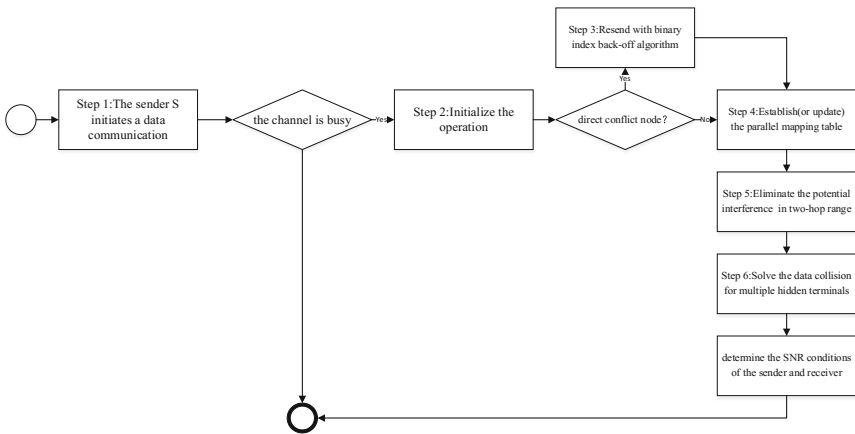 Step 3:Resend with binary
index back-off algorithm
Yes
Step 1:The sender S
initiates a data
communication
the channel is busy
Yes
Step 2:Initialize the
operation
direct conflict node?
No
Step 4:Establish(or update)
the parallel mapping table
Step 5:Eliminate the potential
interference in two-hop range
Step 6:Solve the data collision
for multiple hidden terminals
determine the SNR conditions
of the sender and receiver